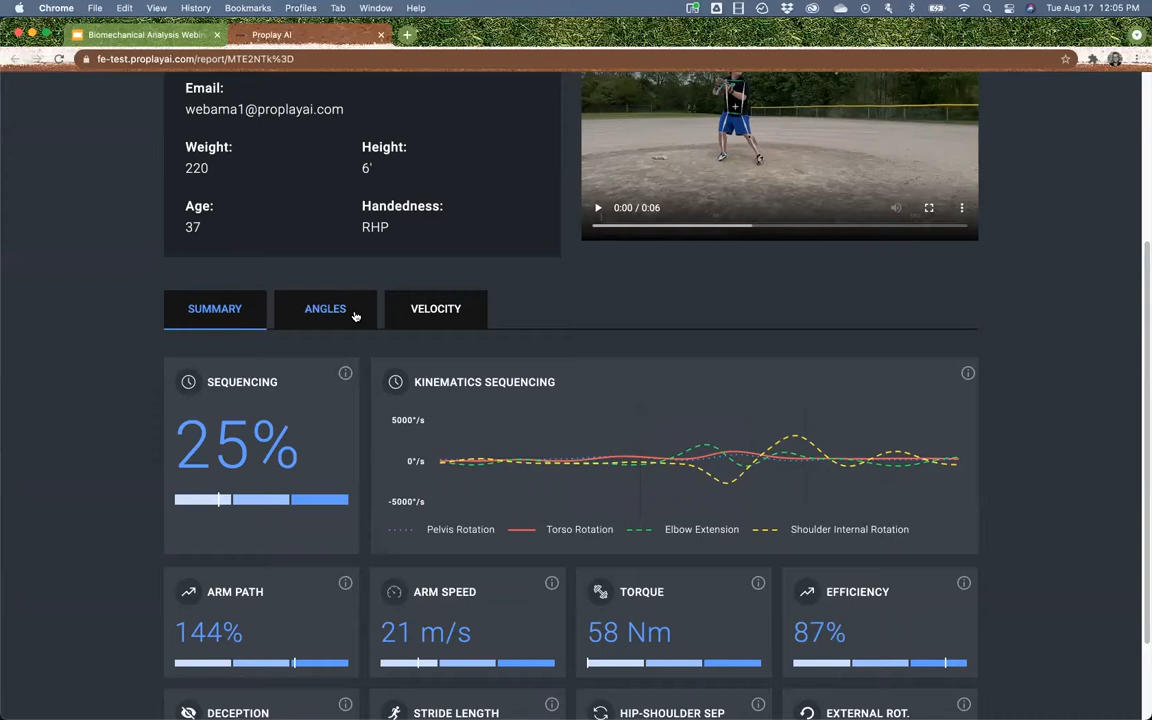 Chrome File Edit View History Bookmarks Profiles Tab Window Help Tue Aug 17 12:05 PM
Biomechanical Analysis Webin Proplay AI
fe-test.proplayai.com/report/MTE2NTk%3D
Email:
webama1@proplayai.com
Weight: Height:
220 6'
Age: Handedness:
37 RHP
0:00 / 0:06
SUMMARY ANGLES VELOCITY
SEQUENCING KINEMATICS SEQUENCING
25%
5000°/s
0°/s
-5000°/s
Pelvis Rotation Torso Rotation Elbow Extension Shoulder Internal Rotation
ARM PATH ARM SPEED TORQUE EFFICIENCY
144% 21 m/s 58 Nm 87%
DECEPTION STRIDE LENGTH HIP-SHOULDER SEP EXTERNAL ROT.